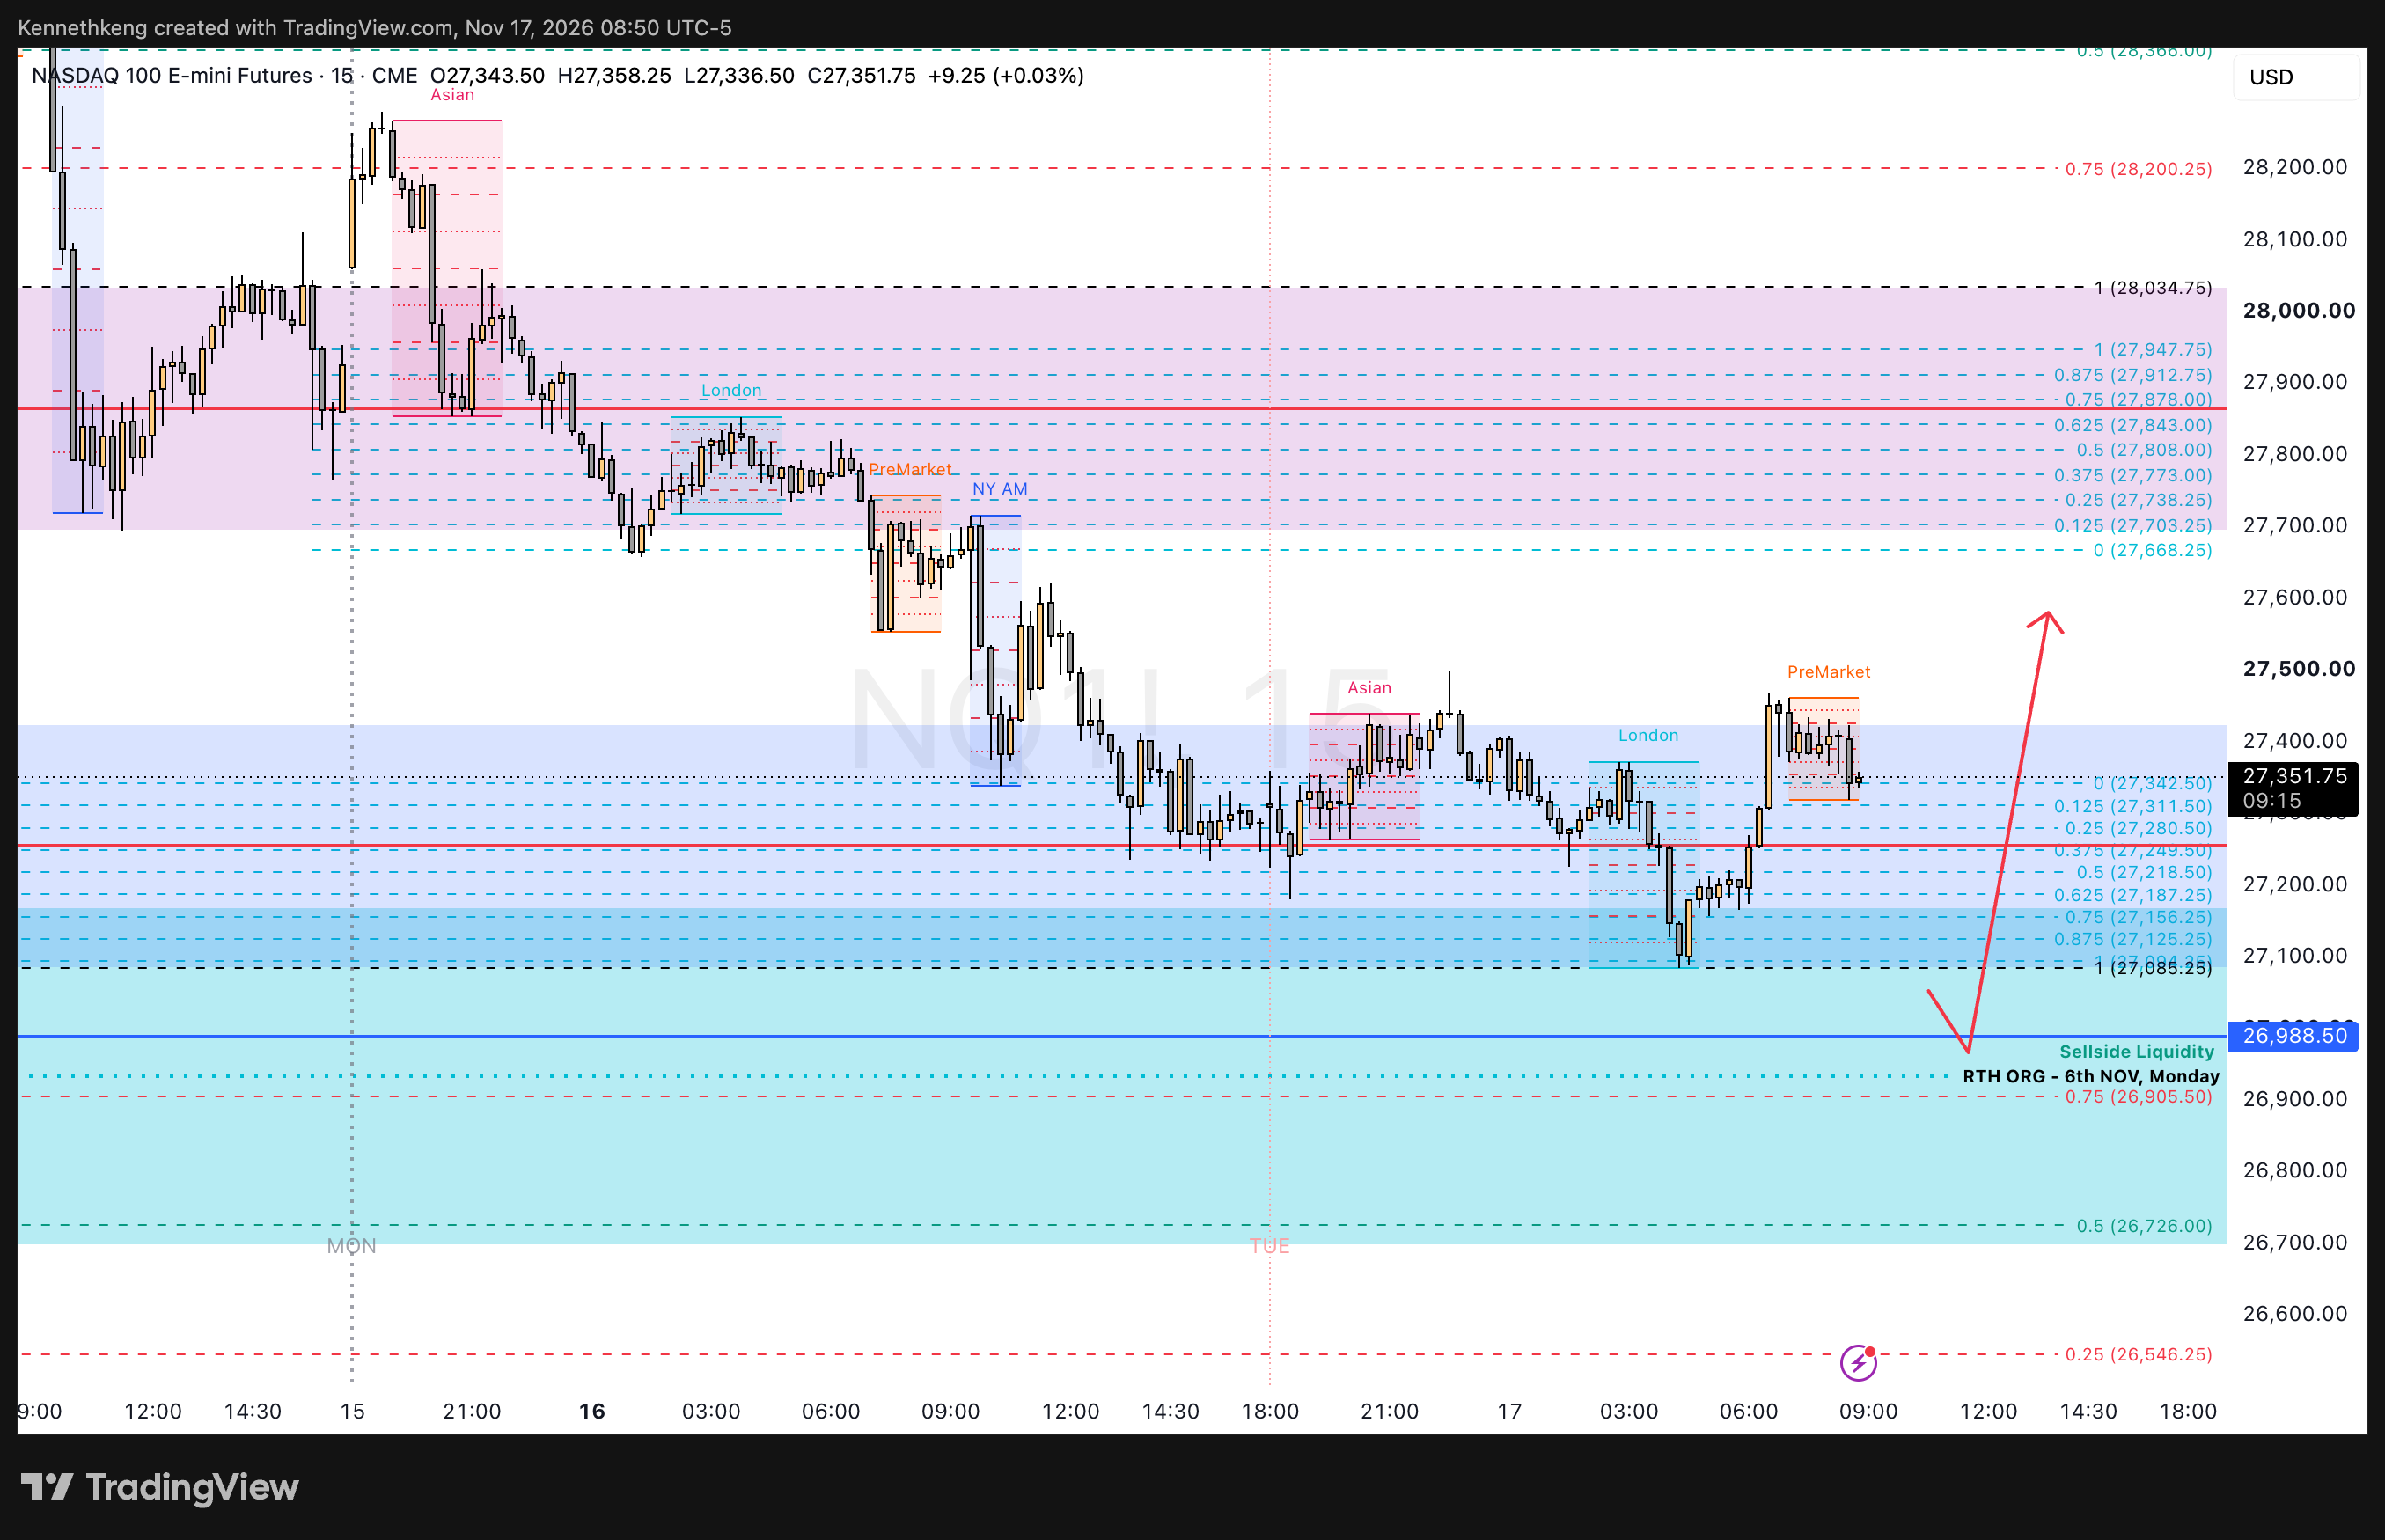 Kennethkeng created with TradingView.com, Nov 17, 2026 08:50 UTC-5
0.5 (28,366.00)
NASDAQ 100 E-mini Futures · 15 · CME O27,343.50 H27,358.25 L27,336.50 C27,351.75 +9.25 (+0.03%)
USD
Asian
0.75 (28,200.25)
28,200.00
28,100.00
1 (28,034.75)
28,000.00
1 (27,947.75)
0.875 (27,912.75)
27,900.00
London
0.75 (27,878.00)
0.625 (27,843.00)
0.5 (27,808.00)
27,800.00
PreMarket
0.375 (27,773.00)
NY AM
0.25 (27,738.25)
0.125 (27,703.25)
27,700.00
0 (27,668.25)
27,600.00
NQ1! 15
27,500.00
PreMarket
Asian
London
27,400.00
27,351.75
09:15
0 (27,342.50)
0.125 (27,311.50)
0.25 (27,280.50)
0.375 (27,249.50)
0.5 (27,218.50)
27,200.00
0.625 (27,187.25)
0.75 (27,156.25)
0.875 (27,125.25)
27,100.00
1 (27,085.25)
26,988.50
Sellside Liquidity
RTH ORG - 6th NOV, Monday
0.75 (26,905.50)
26,900.00
26,800.00
0.5 (26,726.00)
26,700.00
MON
TUE
26,600.00
0.25 (26,546.25)
9:00 12:00 14:30 15 21:00 16 03:00 06:00 09:00 12:00 14:30 18:00 21:00 17 03:00 06:00 09:00 12:00 14:30 18:00
TradingView